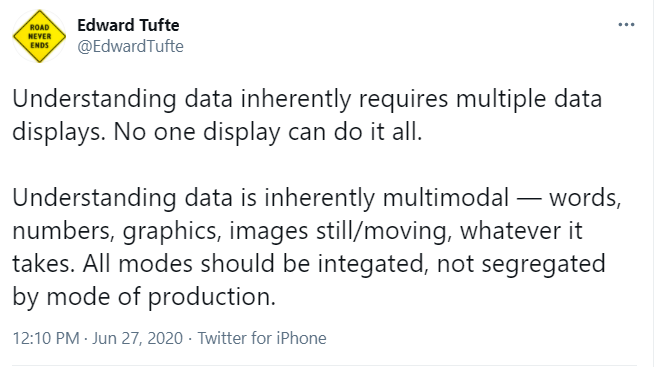 ROAD
NEVER
ENDS
Edward Tufte
@EdwardTufte
Understanding data inherently requires multiple data
displays. No one display can do it all.
Understanding data is inherently multimodal — words,
numbers, graphics, images still/moving, whatever it
takes. All modes should be integated, not segregated
by mode of production.
12:10 PM · Jun 27, 2020 · Twitter for iPhone